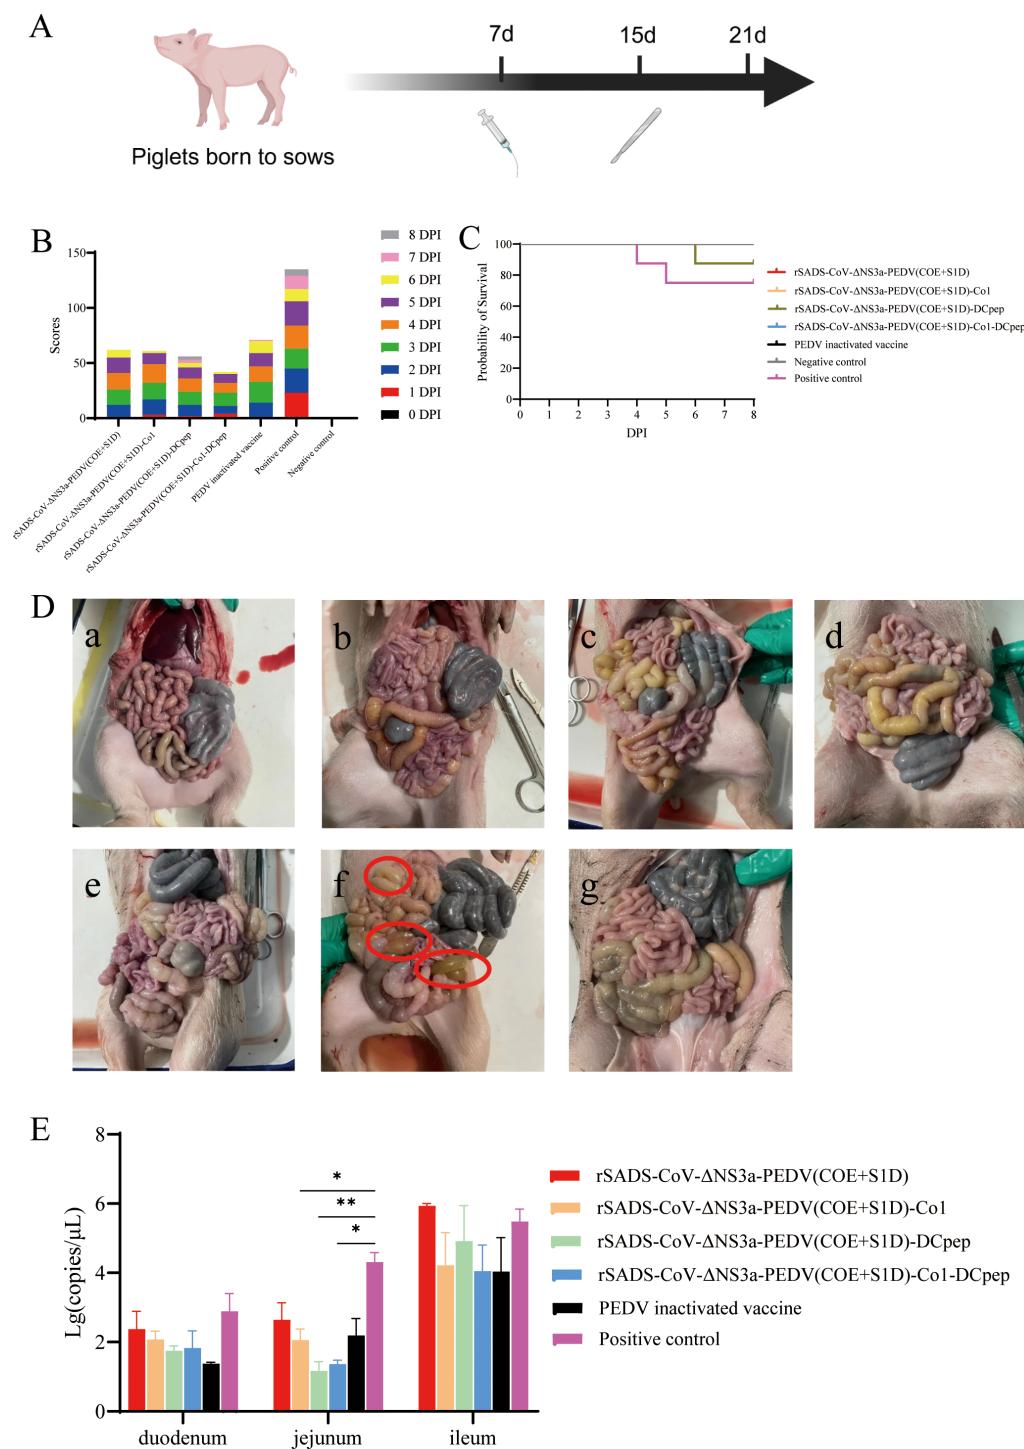 A
7d
15d
21d
Piglets born to sows
B
150
100
50
0
Scores
8 DPI
7 DPI
6 DPI
5 DPI
4 DPI
3 DPI
2 DPI
1 DPI
0 DPI
rSADS-CoV-ΔNS3a-PEDV(COE+S1D)
rSADS-CoV-ΔNS3a-PEDV(COE+S1D)-Co1
rSADS-CoV-ΔNS3a-PEDV(COE+S1D)-DCpep
rSADS-CoV-ΔNS3a-PEDV(COE+S1D)-Co1-DCpep
PEDV inactivated vaccine
Positive control
Negative control
C
100
80
60
40
20
0
Probability of Survival
0 1 2 3 4 5 6 7 8
DPI
rSADS-CoV-ΔNS3a-PEDV(COE+S1D)
rSADS-CoV-ΔNS3a-PEDV(COE+S1D)-Co1
rSADS-CoV-ΔNS3a-PEDV(COE+S1D)-DCpep
rSADS-CoV-ΔNS3a-PEDV(COE+S1D)-Co1-DCpep
PEDV inactivated vaccine
Negative control
Positive control
D
a
b
c
d
e
f
g
E
8
6
4
2
0
Lg(copies/μL)
*
**
*
duodenum jejunum ileum
rSADS-CoV-ΔNS3a-PEDV(COE+S1D)
rSADS-CoV-ΔNS3a-PEDV(COE+S1D)-Co1
rSADS-CoV-ΔNS3a-PEDV(COE+S1D)-DCpep
rSADS-CoV-ΔNS3a-PEDV(COE+S1D)-Co1-DCpep
PEDV inactivated vaccine
Positive control